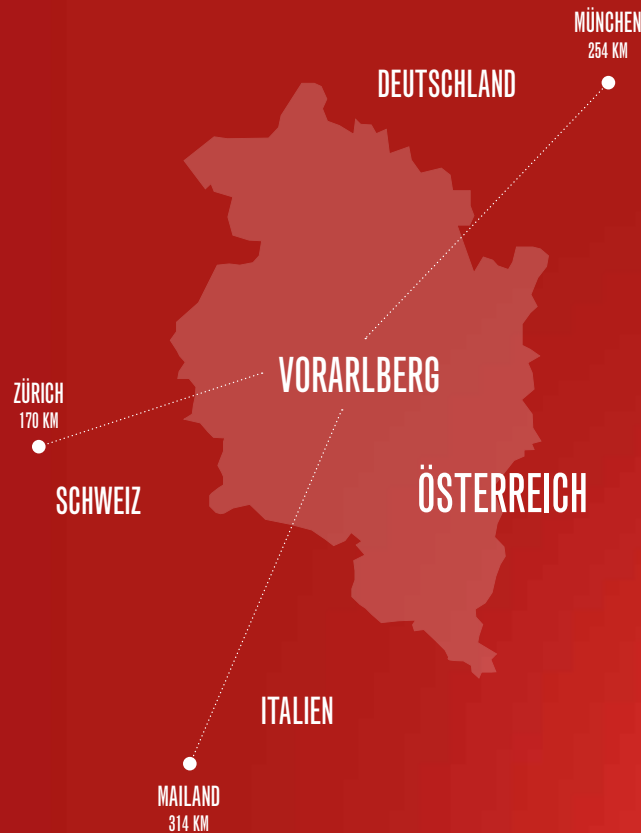 MÜNCHEN
254 KM
DEUTSCHLAND
VORARLBERG
ZÜRICH
170 KM
SCHWEIZ
ÖSTERREICH
ITALIEN
MAILAND
314 KM